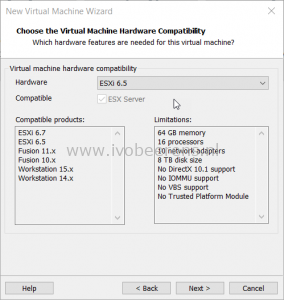 New Virtual Machine Wizard
Choose the Virtual Machine Hardware Compatibility
Which hardware features are needed for this virtual machine?
Virtual machine hardware compatibility
Hardware
ESXi 6.5
Compatible
ESX Server
Compatible products:
ESXi 6.7
ESXi 6.5
Fusion 11.x
Fusion 10.x
Workstation 15.x
Workstation 14.x
Limitations:
64 GB memory
16 processors
10 network adapters
8 TB disk size
No DirectX 10.1 support
No IOMMU support
No VBS support
No Trusted Platform Module
Help
< Back
Next >
Cancel